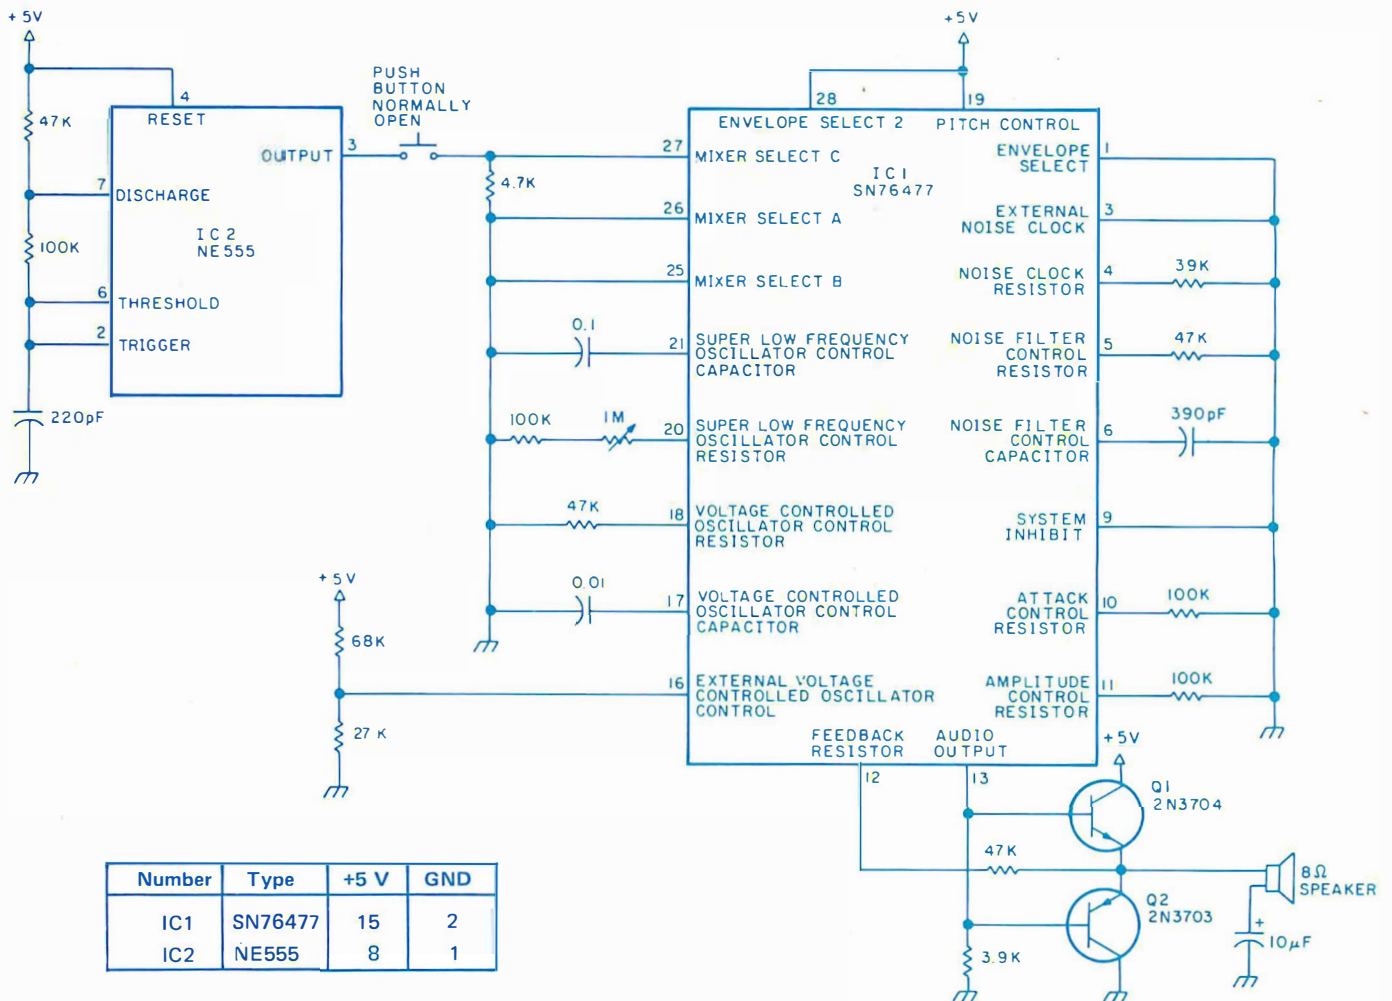 +5V
47K
100K
220pF
4
RESET
OUTPUT
3
7
DISCHARGE
IC2
NE555
6
THRESHOLD
2
TRIGGER
PUSH
BUTTON
NORMALLY
OPEN
4.7K
0.1
100K
1M
47K
0.01
+5V
68K
27K
+5V
28
19
ENVELOPE SELECT 2
PITCH CONTROL
IC1
SN76477
27
MIXER SELECT C
26
MIXER SELECT A
25
MIXER SELECT B
21
SUPER LOW FREQUENCY
OSCILLATOR CONTROL
CAPACITOR
20
SUPER LOW FREQUENCY
OSCILLATOR CONTROL
RESISTOR
18
VOLTAGE CONTROLLED
OSCILLATOR CONTROL
RESISTOR
17
VOLTAGE CONTROLLED
OSCILLATOR CONTROL
CAPACITOR
16
EXTERNAL VOLTAGE
CONTROLLED OSCILLATOR
CONTROL
ENVELOPE
SELECT
1
EXTERNAL
NOISE CLOCK
3
NOISE CLOCK
RESISTOR
4
39K
NOISE FILTER
CONTROL
RESISTOR
5
47K
NOISE FILTER
CONTROL
CAPACITOR
6
390pF
SYSTEM
INHIBIT
9
ATTACK
CONTROL
RESISTOR
10
100K
AMPLITUDE
CONTROL
RESISTOR
11
100K
FEEDBACK
RESISTOR
12
AUDIO
OUTPUT
13
+5V
Q1
2N3704
47K
Q2
2N3703
3.9K
8Ω
SPEAKER
+
10μF
Number Type +5 V GND
IC1 SN76477 15 2
IC2 NE555 8 1